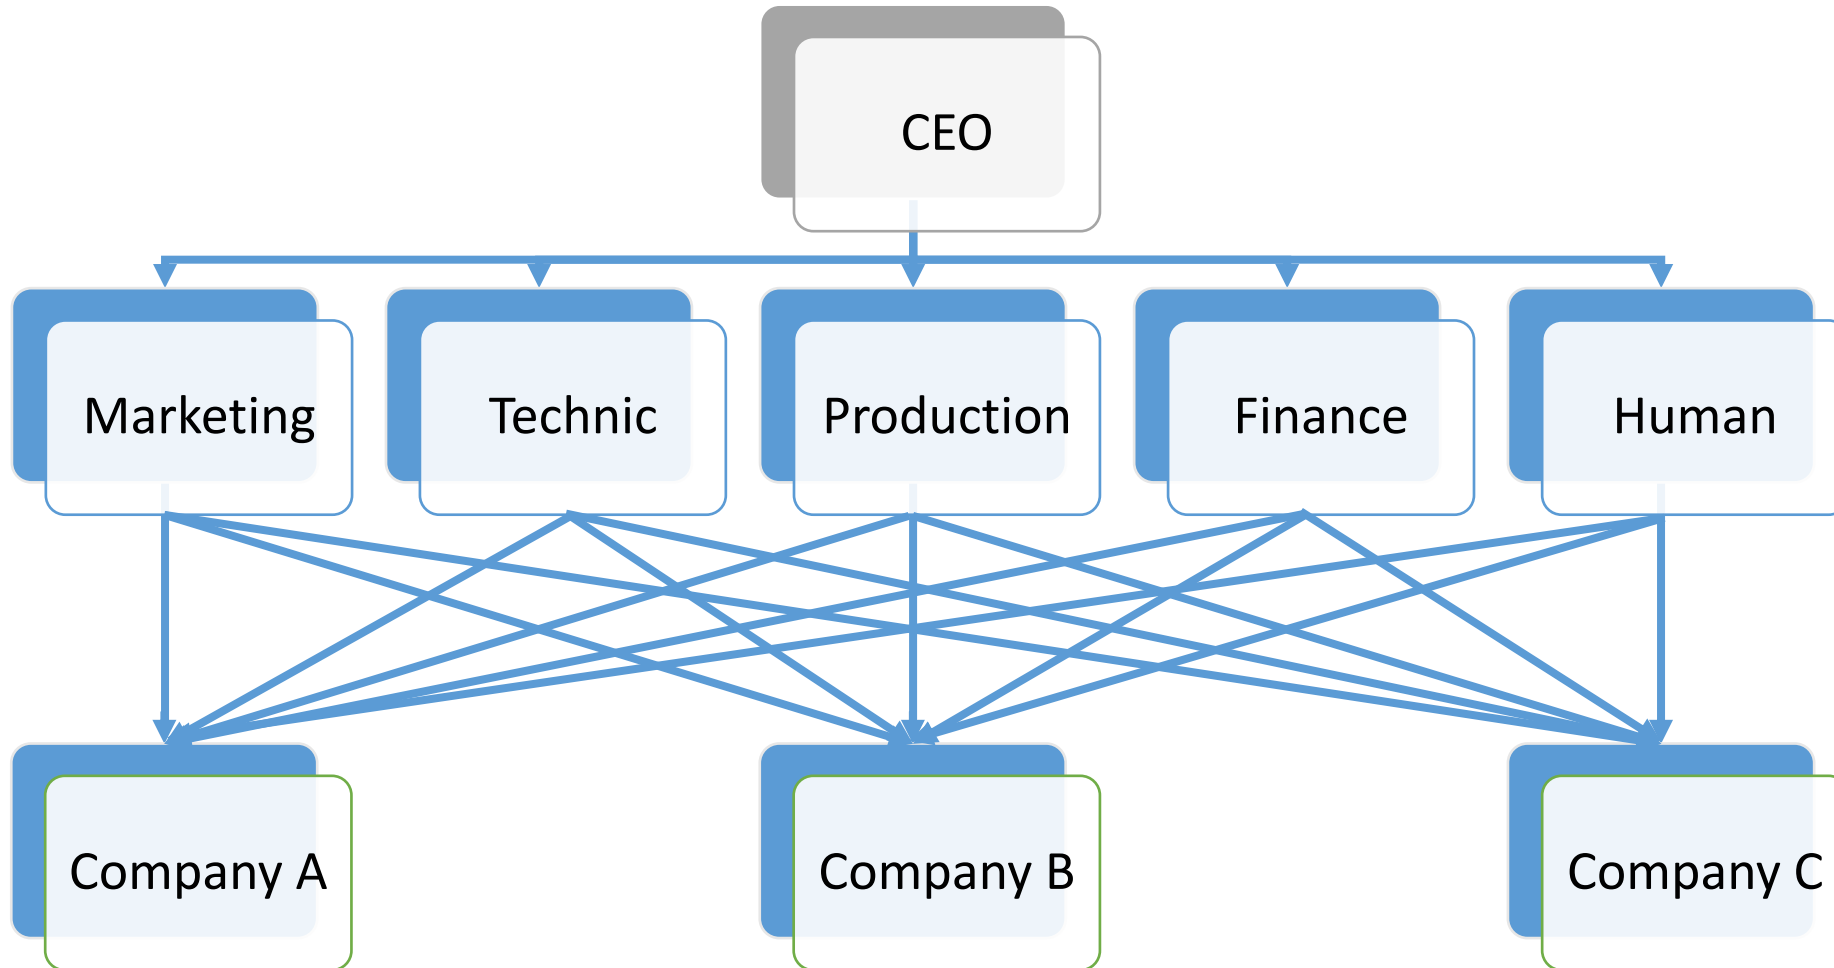 CEO
Marketing
Technic
Production
Finance
Human
Company A
Company B
Company C